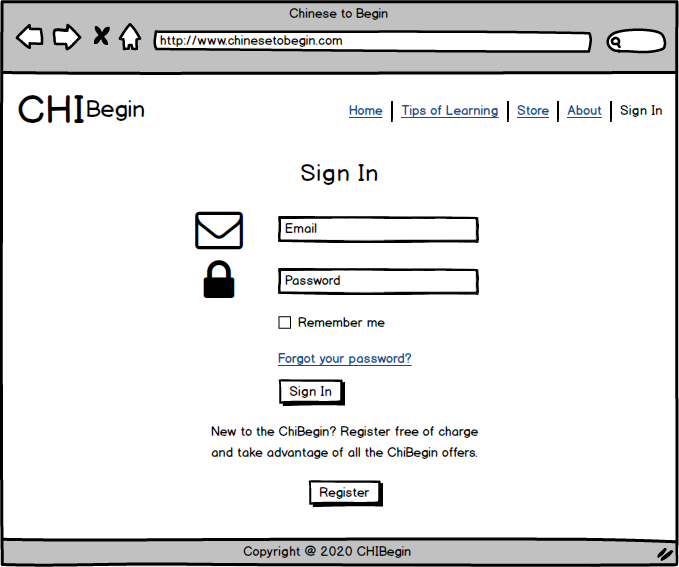 Chinese to Begin
http://www.chinesetobegin.com
CHI Begin
Home | Tips of Learning | Store | About | Sign In
Sign In
Email
Password
Remember me
Forgot your password?
Sign In
New to the ChiBegin? Register free of charge
and take advantage of all the ChiBegin offers.
Register
Copyright @ 2020 CHIBegin